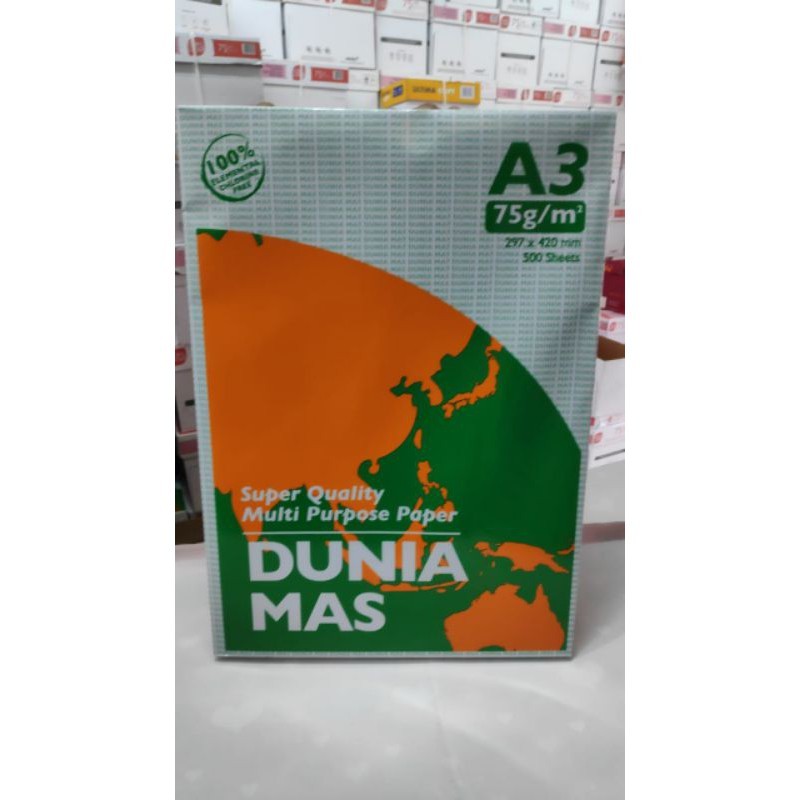 100%
ELEMENTAL
CHLORINE
FREE
A3
75g/m²
297 x 420 mm
500 Sheets
Super Quality
Multi Purpose Paper
DUNIA
MAS